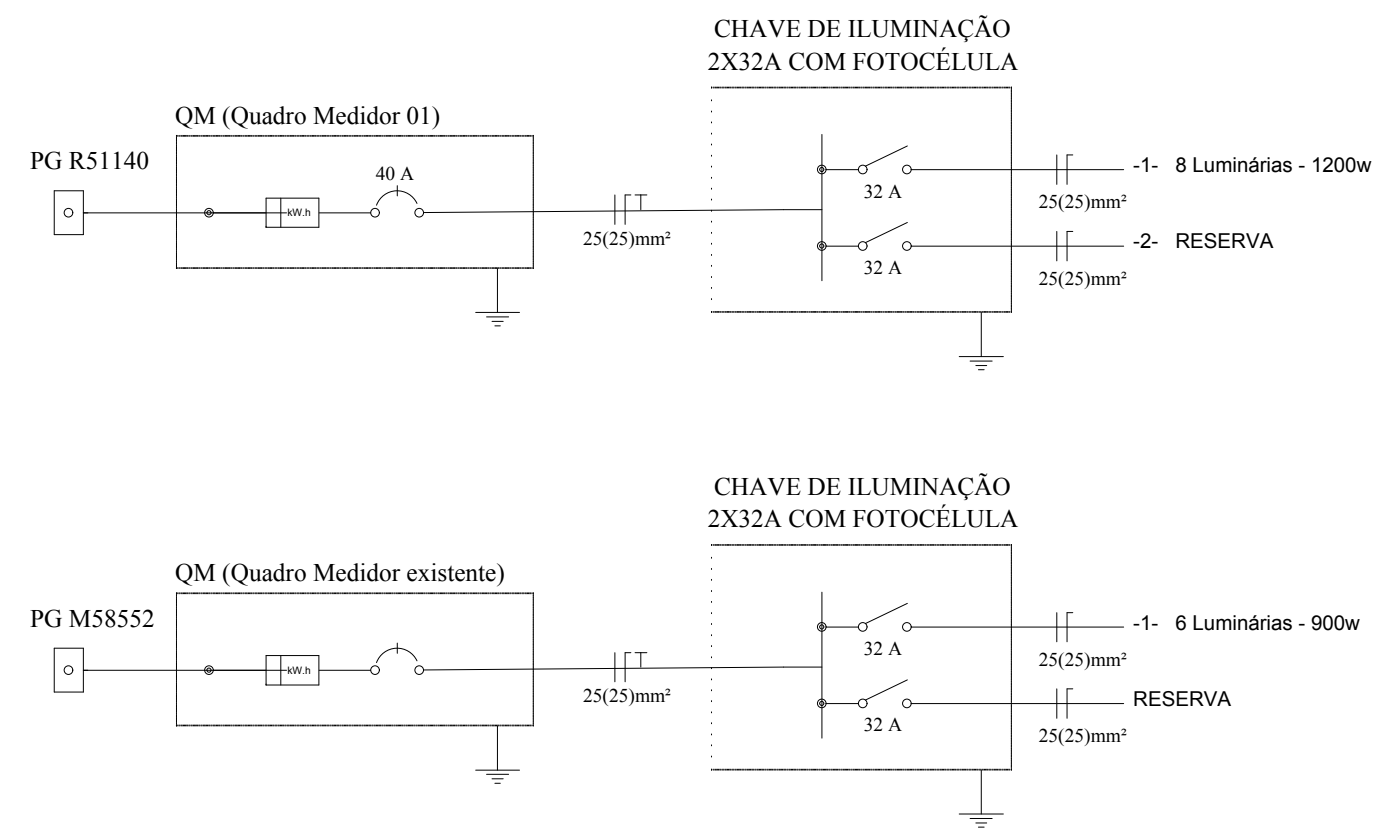 CHAVE DE ILUMINAÇÃO
2X32A COM FOTOCÉLULA
QM (Quadro Medidor 01)
PG R51140
40 A
kW.h
25(25)mm²
32 A
25(25)mm²
-1- 8 Luminárias - 1200w
32 A
25(25)mm²
-2- RESERVA
CHAVE DE ILUMINAÇÃO
2X32A COM FOTOCÉLULA
QM (Quadro Medidor existente)
PG M58552
kW.h
25(25)mm²
32 A
25(25)mm²
-1- 6 Luminárias - 900w
32 A
25(25)mm²
RESERVA